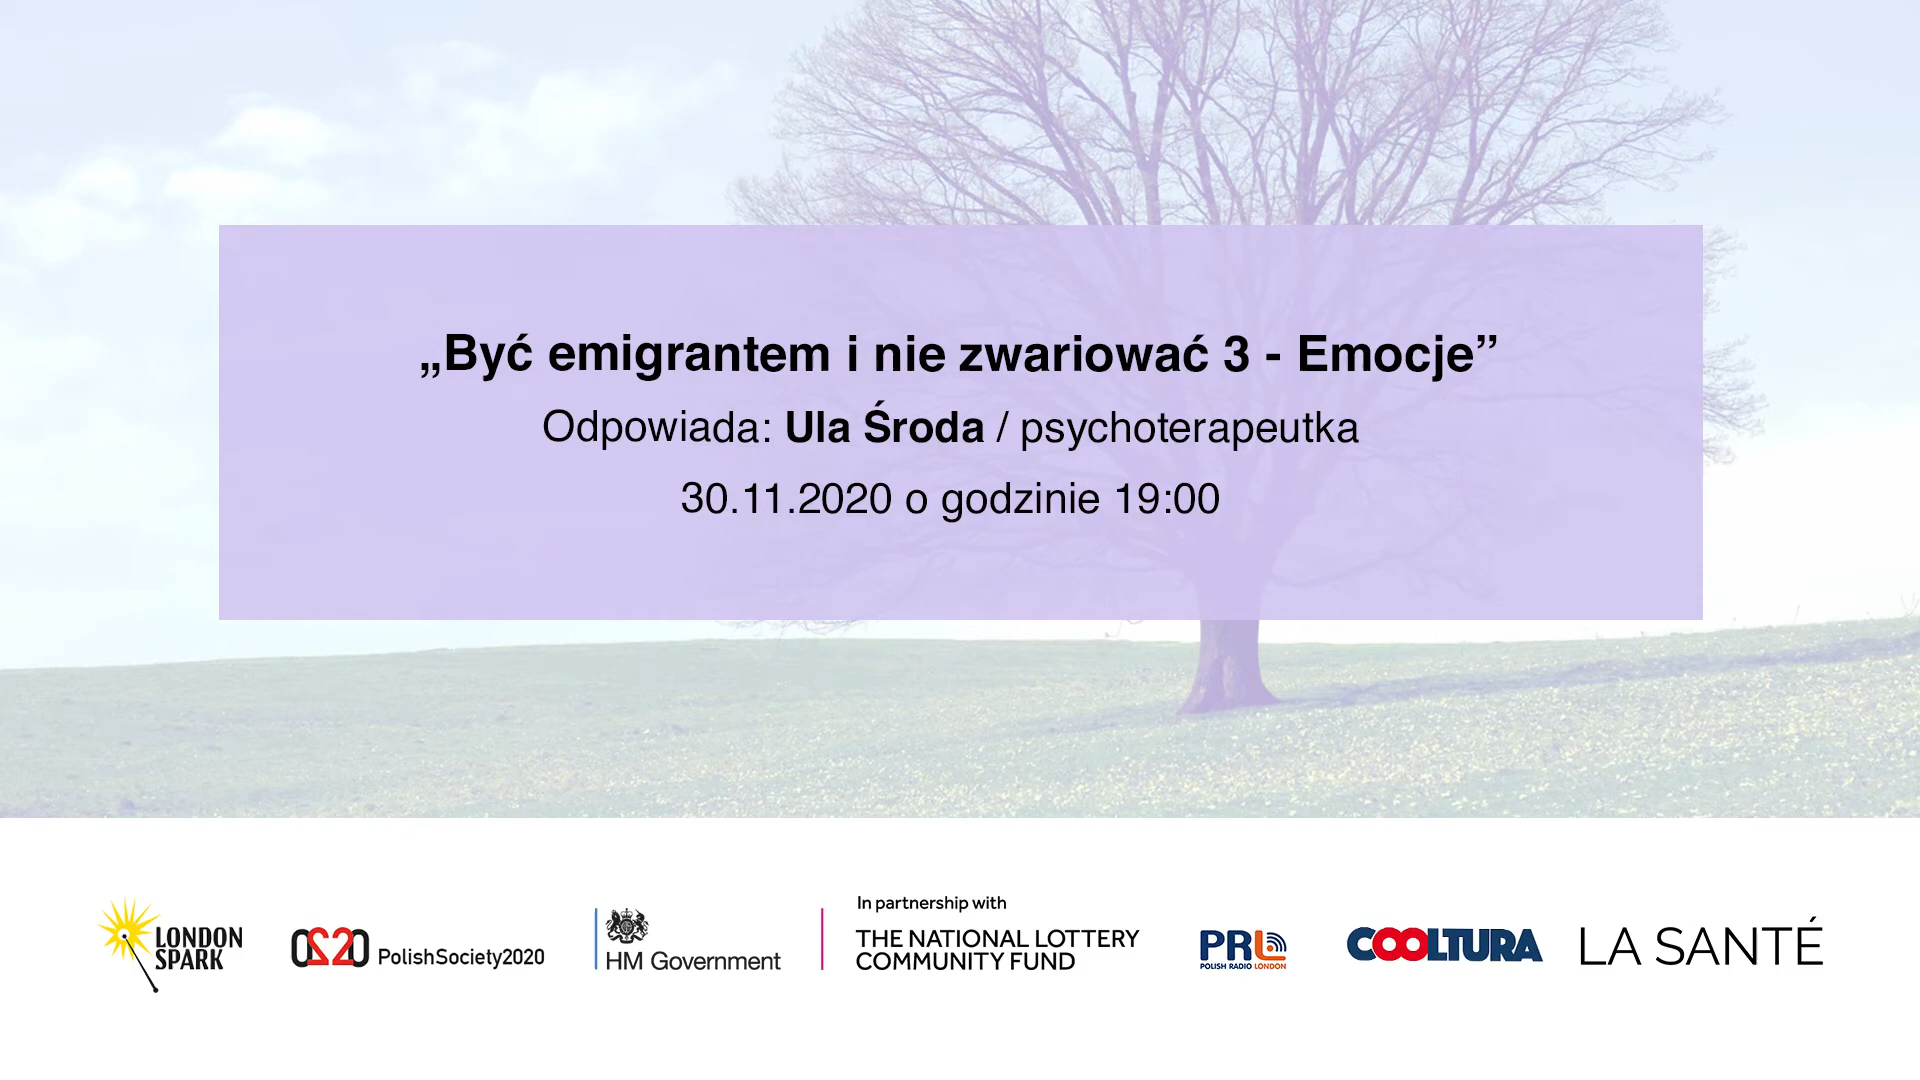 „Być emigrantem i nie zwariować 3 - Emocje”
Odpowiada: Ula Środa / psychoterapeutka
30.11.2020 o godzinie 19:00
LONDON
SPARK
2020 PolishSociety2020
HM Government
In partnership with
THE NATIONAL LOTTERY
COMMUNITY FUND
PRL
POLISH RADIO LONDON
COOLTURA
LA SANTÉ